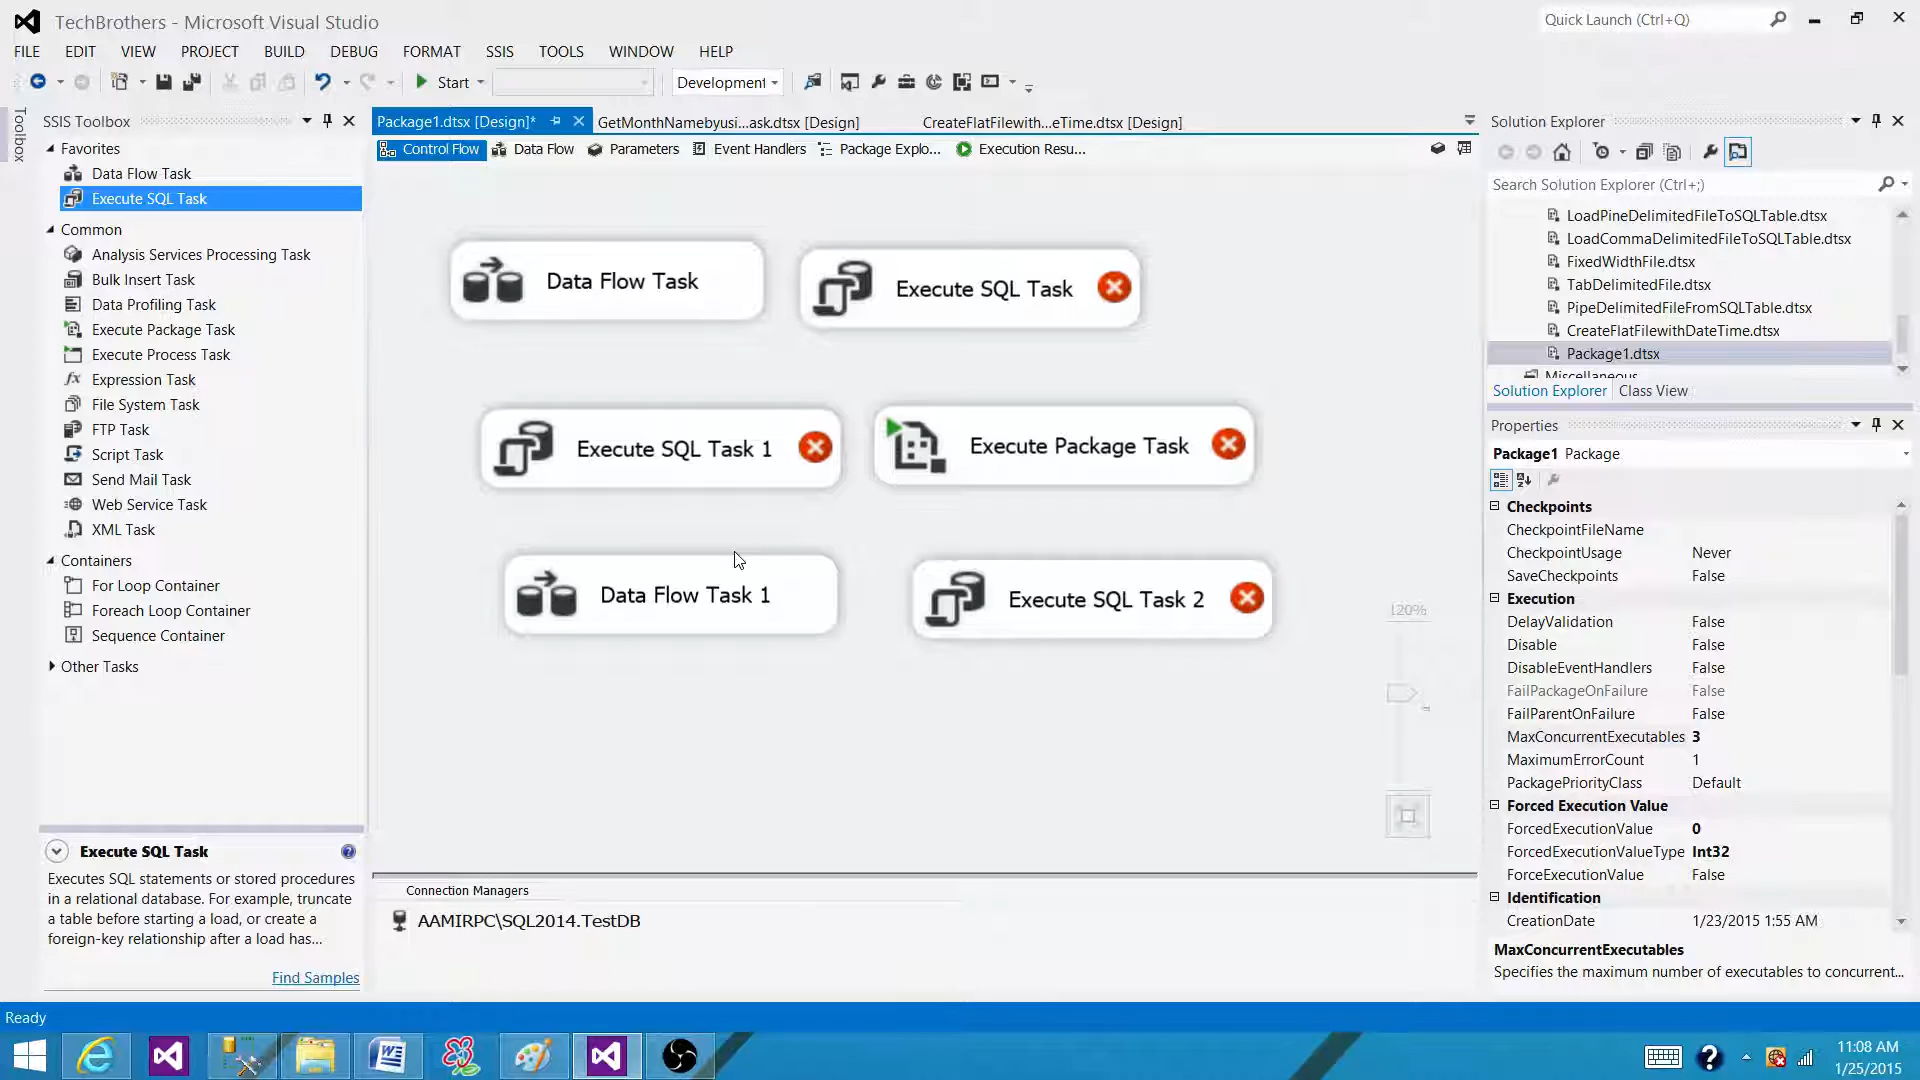 TechBrothers - Microsoft Visual Studio
Quick Launch (Ctrl+Q)
FILE EDIT VIEW PROJECT BUILD DEBUG FORMAT SSIS TOOLS WINDOW HELP
Start
Development
Toolbox
SSIS Toolbox
Favorites
Data Flow Task
Execute SQL Task
Common
Analysis Services Processing Task
Bulk Insert Task
Data Profiling Task
Execute Package Task
Execute Process Task
Expression Task
File System Task
FTP Task
Script Task
Send Mail Task
Web Service Task
XML Task
Containers
For Loop Container
Foreach Loop Container
Sequence Container
Other Tasks
Execute SQL Task
Executes SQL statements or stored procedures
in a relational database. For example, truncate
a table before starting a load, or create a
foreign-key relationship after a load has...
Find Samples
Package1.dtsx [Design]* GetMonthNamebyusi...ask.dtsx [Design] CreateFlatFilewith...eTime.dtsx [Design]
Control Flow Data Flow Parameters Event Handlers Package Explo... Execution Resu...
Data Flow Task
Execute SQL Task
Execute SQL Task 1
Execute Package Task
Data Flow Task 1
Execute SQL Task 2
120%
Connection Managers
AAMIRPC\SQL2014.TestDB
Solution Explorer
Search Solution Explorer (Ctrl+;)
LoadPineDelimitedFileToSQLTable.dtsx
LoadCommaDelimitedFileToSQLTable.dtsx
FixedWidthFile.dtsx
TabDelimitedFile.dtsx
PipeDelimitedFileFromSQLTable.dtsx
CreateFlatFilewithDateTime.dtsx
Package1.dtsx
Miscellaneous
Solution Explorer Class View
Properties
Package1 Package
Checkpoints
CheckpointFileName
CheckpointUsage Never
SaveCheckpoints False
Execution
DelayValidation False
Disable False
DisableEventHandlers False
FailPackageOnFailure False
FailParentOnFailure False
MaxConcurrentExecutables 3
MaximumErrorCount 1
PackagePriorityClass Default
Forced Execution Value
ForcedExecutionValue 0
ForcedExecutionValueType Int32
ForceExecutionValue False
Identification
CreationDate 1/23/2015 1:55 AM
MaxConcurrentExecutables
Specifies the maximum number of executables to concurrent...
Ready
11:08 AM
1/25/2015